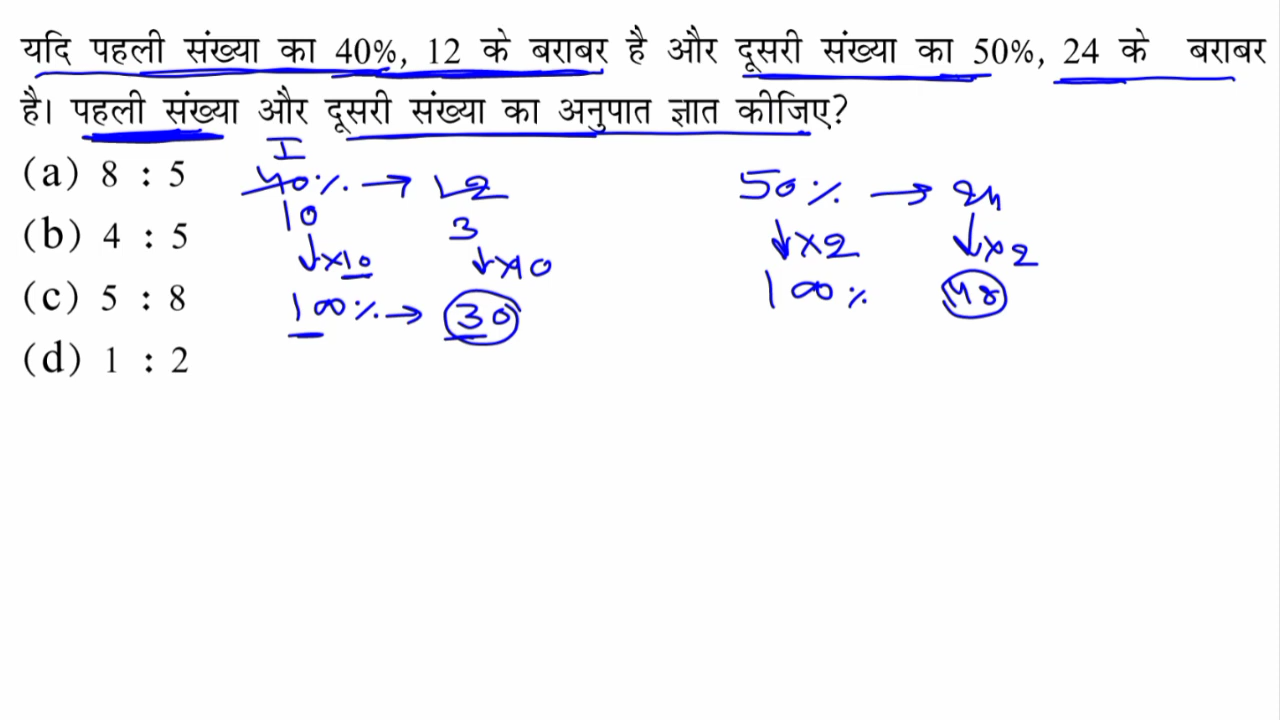 यदि पहली संख्या का 40%, 12 के बराबर है और दूसरी संख्या का 50%, 24 के बराबर
है। पहली संख्या और दूसरी संख्या का अनुपात ज्ञात कीजिए?
(a) 8 : 5
(b) 4 : 5
(c) 5 : 8
(d) 1 : 2
I
40% → 12
10 3
↓×10 ↓×10
100% → 30
50% → 24
↓×2 ↓×2
100% 48